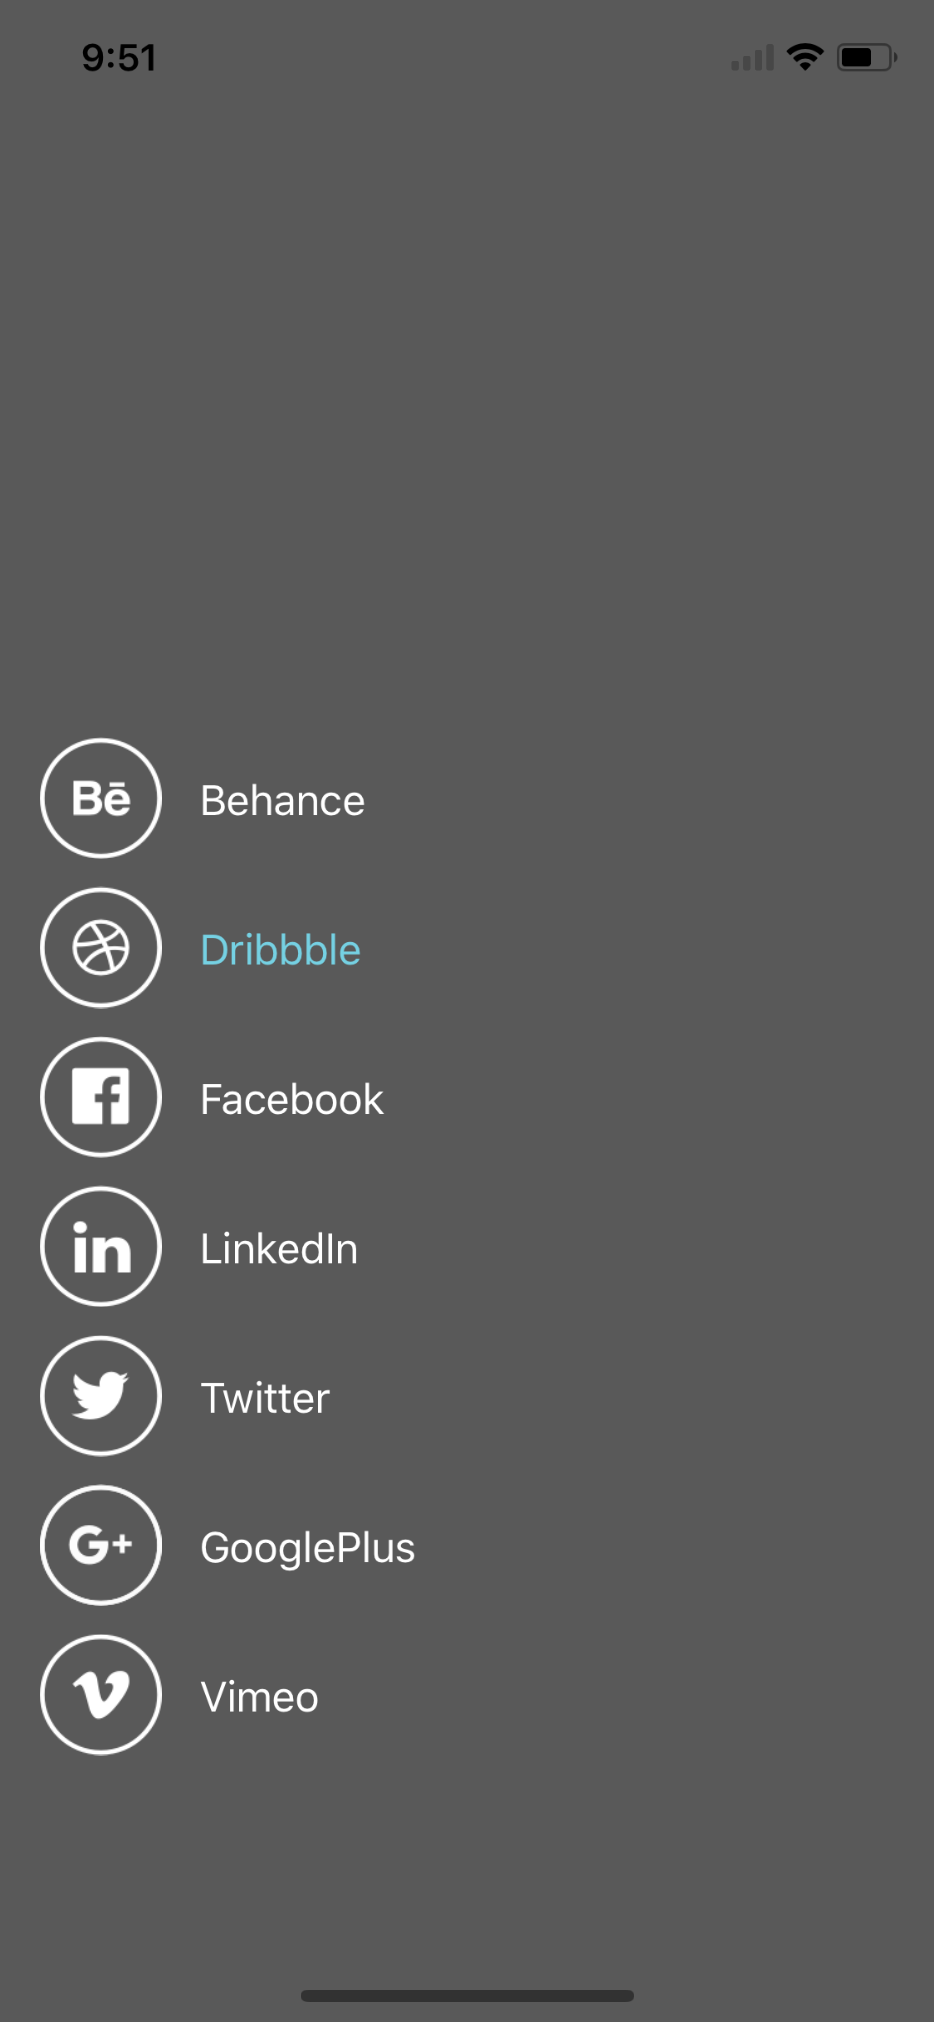 9:51
Bē Behance
Dribbble
f Facebook
in LinkedIn
Twitter
G+ GooglePlus
V Vimeo